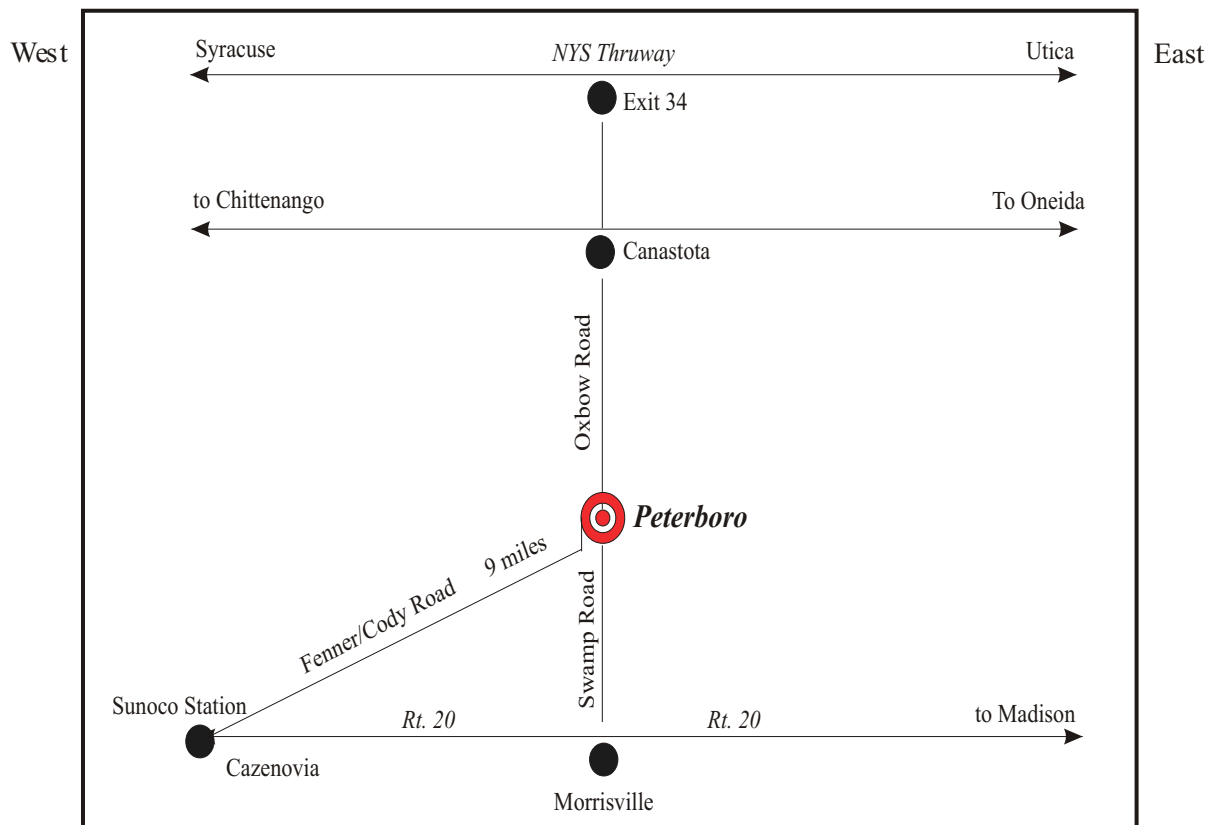 West
Syracuse
NYS Thruway
Utica
East
Exit 34
to Chittenango
To Oneida
Canastota
Oxbow Road
Peterboro
Fenner/Cody Road 9 miles
Swamp Road
Sunoco Station
Rt. 20
Rt. 20
to Madison
Cazenovia
Morrisville